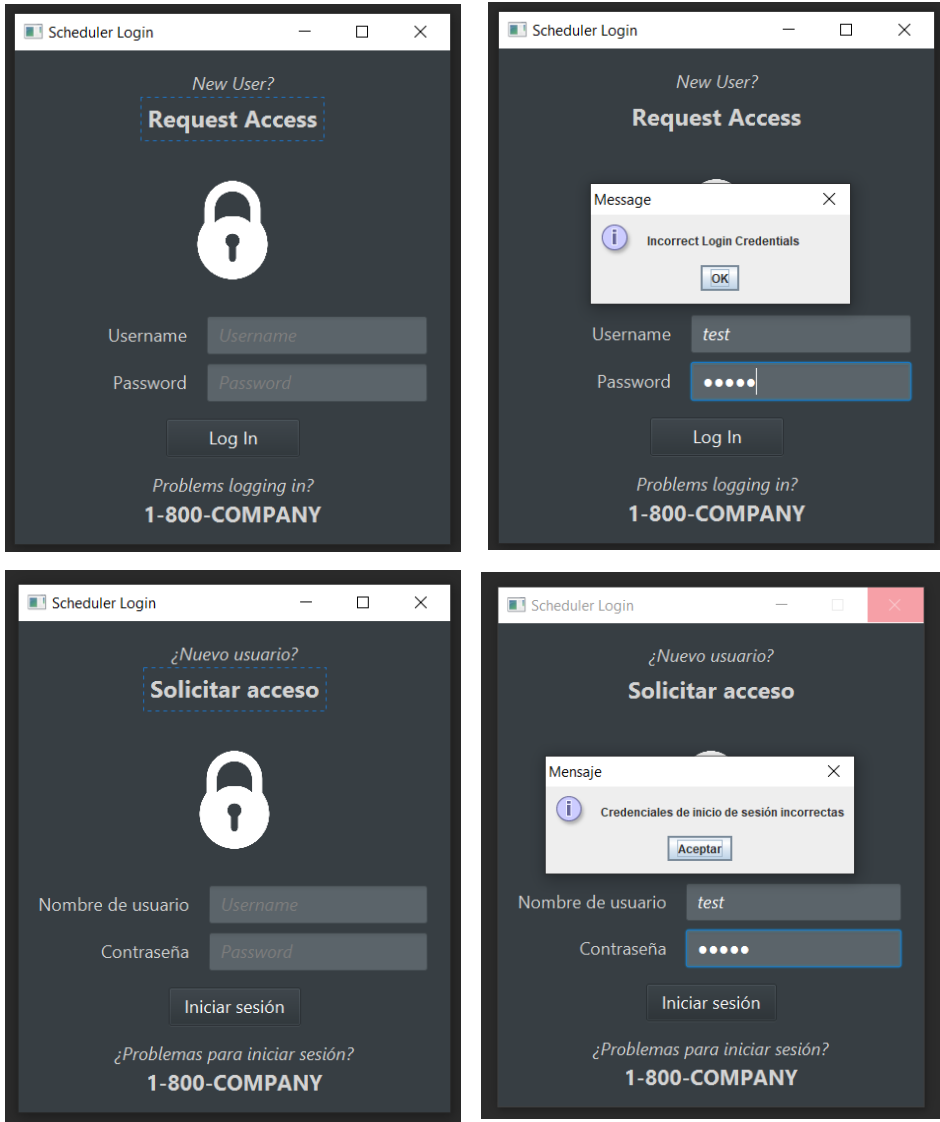 Scheduler Login
New User?
Request Access
Username Username
Password Password
Log In
Problems logging in?
1-800-COMPANY
Scheduler Login
New User?
Request Access
Message
Incorrect Login Credentials
OK
Username test
Password •••••
Log In
Problems logging in?
1-800-COMPANY
Scheduler Login
¿Nuevo usuario?
Solicitar acceso
Nombre de usuario Username
Contraseña Password
Iniciar sesión
¿Problemas para iniciar sesión?
1-800-COMPANY
Scheduler Login
¿Nuevo usuario?
Solicitar acceso
Mensaje
Credenciales de inicio de sesión incorrectas
Aceptar
Nombre de usuario test
Contraseña •••••
Iniciar sesión
¿Problemas para iniciar sesión?
1-800-COMPANY